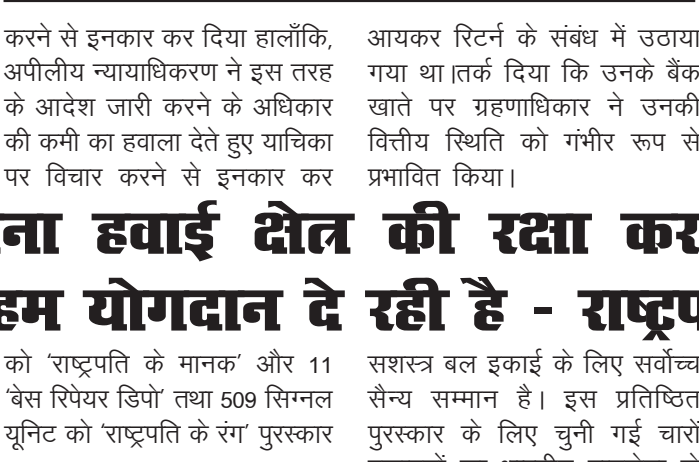 करने से इनकार कर दिया हालाँकि,
अपीलीय न्यायाधिकरण ने इस तरह
के आदेश जारी करने के अधिकार
की कमी का हवाला देते हुए याचिका
पर विचार करने से इनकार कर
आयकर रिटर्न के संबंध में उठाया
गया था।तर्क दिया कि उनके बैंक
खाते पर ग्रहणाधिकार ने उनकी
वित्तीय स्थिति को गंभीर रूप से
प्रभावित किया।
हवाई क्षेत्र की रक्षा कर
योगदान दे रही है - राष्ट्रप
को ‘राष्ट्रपति के मानक’ और 11
‘बेस रिपेयर डिपो’ तथा 509 सिग्नल
यूनिट को ‘राष्ट्रपति के रंग’ पुरस्कार
सशस्त्र बल इकाई के लिए सर्वोच्च
सैन्य सम्मान है। इस प्रतिष्ठित
पुरस्कार के लिए चुनी गई चारों